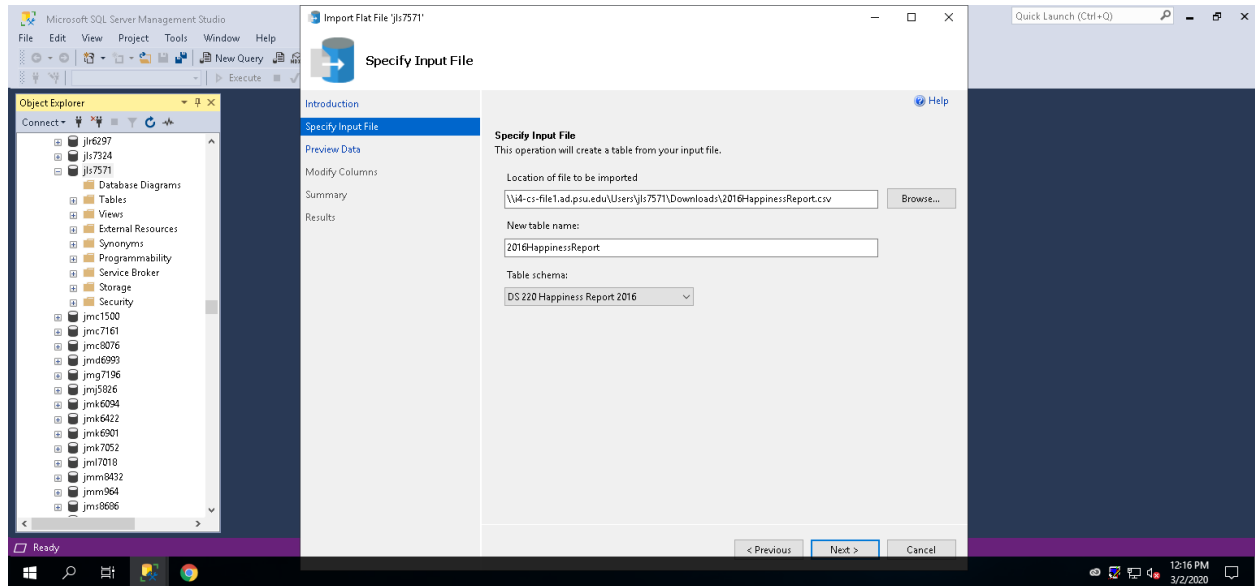 Microsoft SQL Server Management Studio
Quick Launch (Ctrl+Q)
File Edit View Project Tools Window Help
New Query
Execute
Object Explorer
Connect
jlr6297
jls7324
jls7571
Database Diagrams
Tables
Views
External Resources
Synonyms
Programmability
Service Broker
Storage
Security
jmc1500
jmc7161
jmc8076
jmd6993
jmg7196
jmj5826
jmk6094
jmk6422
jmk6901
jmk7052
jml7018
jmm8432
jmm964
jms8686
Ready
Import Flat File 'jls7571'
Specify Input File
Introduction
Specify Input File
Preview Data
Modify Columns
Summary
Results
Help
Specify Input File
This operation will create a table from your input file.
Location of file to be imported
\\i4-cs-file1.ad.psu.edu\Users\jls7571\Downloads\2016HappinessReport.csv
Browse...
New table name:
2016HappinessReport
Table schema:
DS 220 Happiness Report 2016
< Previous Next > Cancel
12:16 PM
3/2/2020